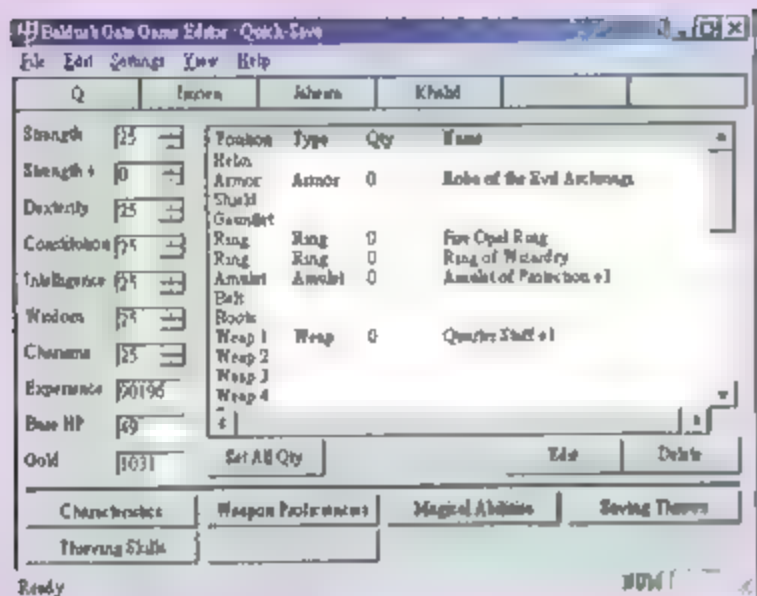 Baldur's Gate Game Editor - Quick-Save
File Edit Settings View Help
Q Imoen Jaheira Khalid
Strength 25
Strength + 0
Dexterity 25
Constitution 25
Intelligence 25
Wisdom 25
Charisma 25
Experience 90196
Base HP 49
Gold 1031
Position Type Qty Name
Helm
Armor Armor 0 Robe of the Evil Archmagi
Shield
Gauntlet
Ring Ring 0 Fire Opal Ring
Ring Ring 0 Ring of Wizardry
Amulet Amulet 0 Amulet of Protection +1
Belt
Boots
Weap 1 Weap 0 Quarter Staff +1
Weap 2
Weap 3
Weap 4
Set All Qty Edit Delete
Characteristics Weapon Proficiencies Magical Abilities Saving Throws
Thieving Skills
Ready NUM